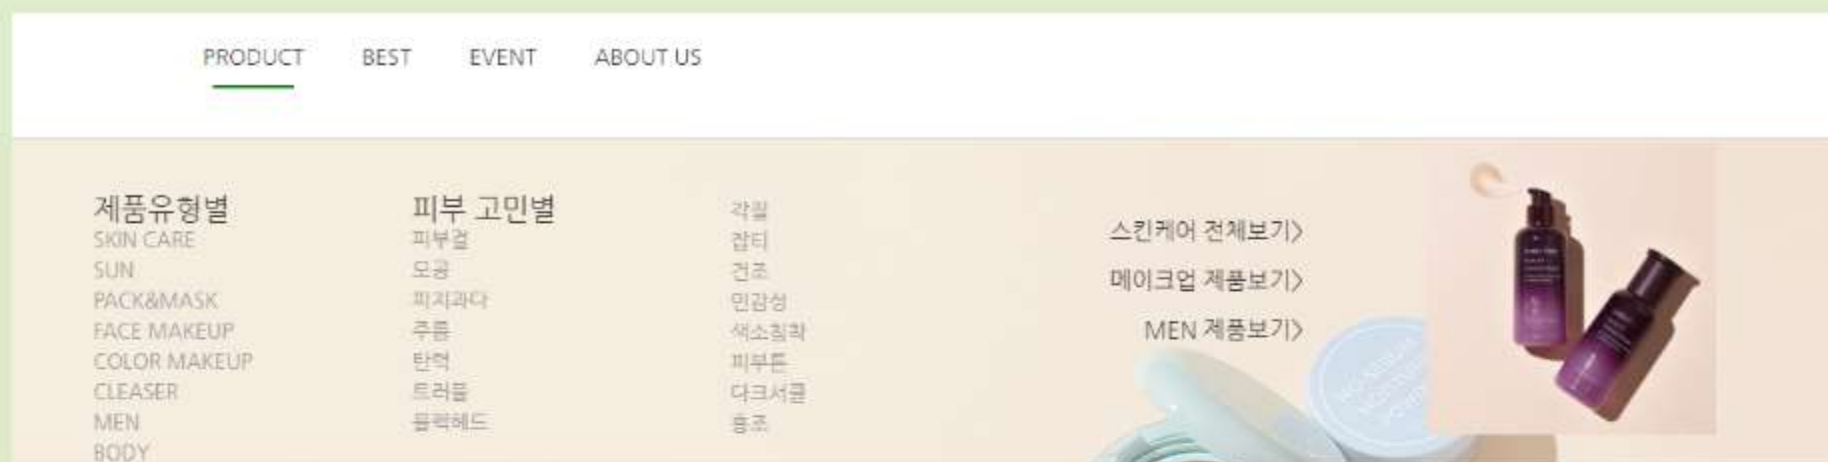 PRODUCT BEST EVENT ABOUT US
제품유형별
SKIN CARE
SUN
PACK&MASK
FACE MAKEUP
COLOR MAKEUP
CLEASER
MEN
BODY
피부 고민별
피부결
모공
피지과다
주름
탄력
트러블
블랙헤드
각질
잡티
건조
민감성
색소침착
피부톤
다크서클
홍조
스킨케어 전체보기>
메이크업 제품보기>
MEN 제품보기>